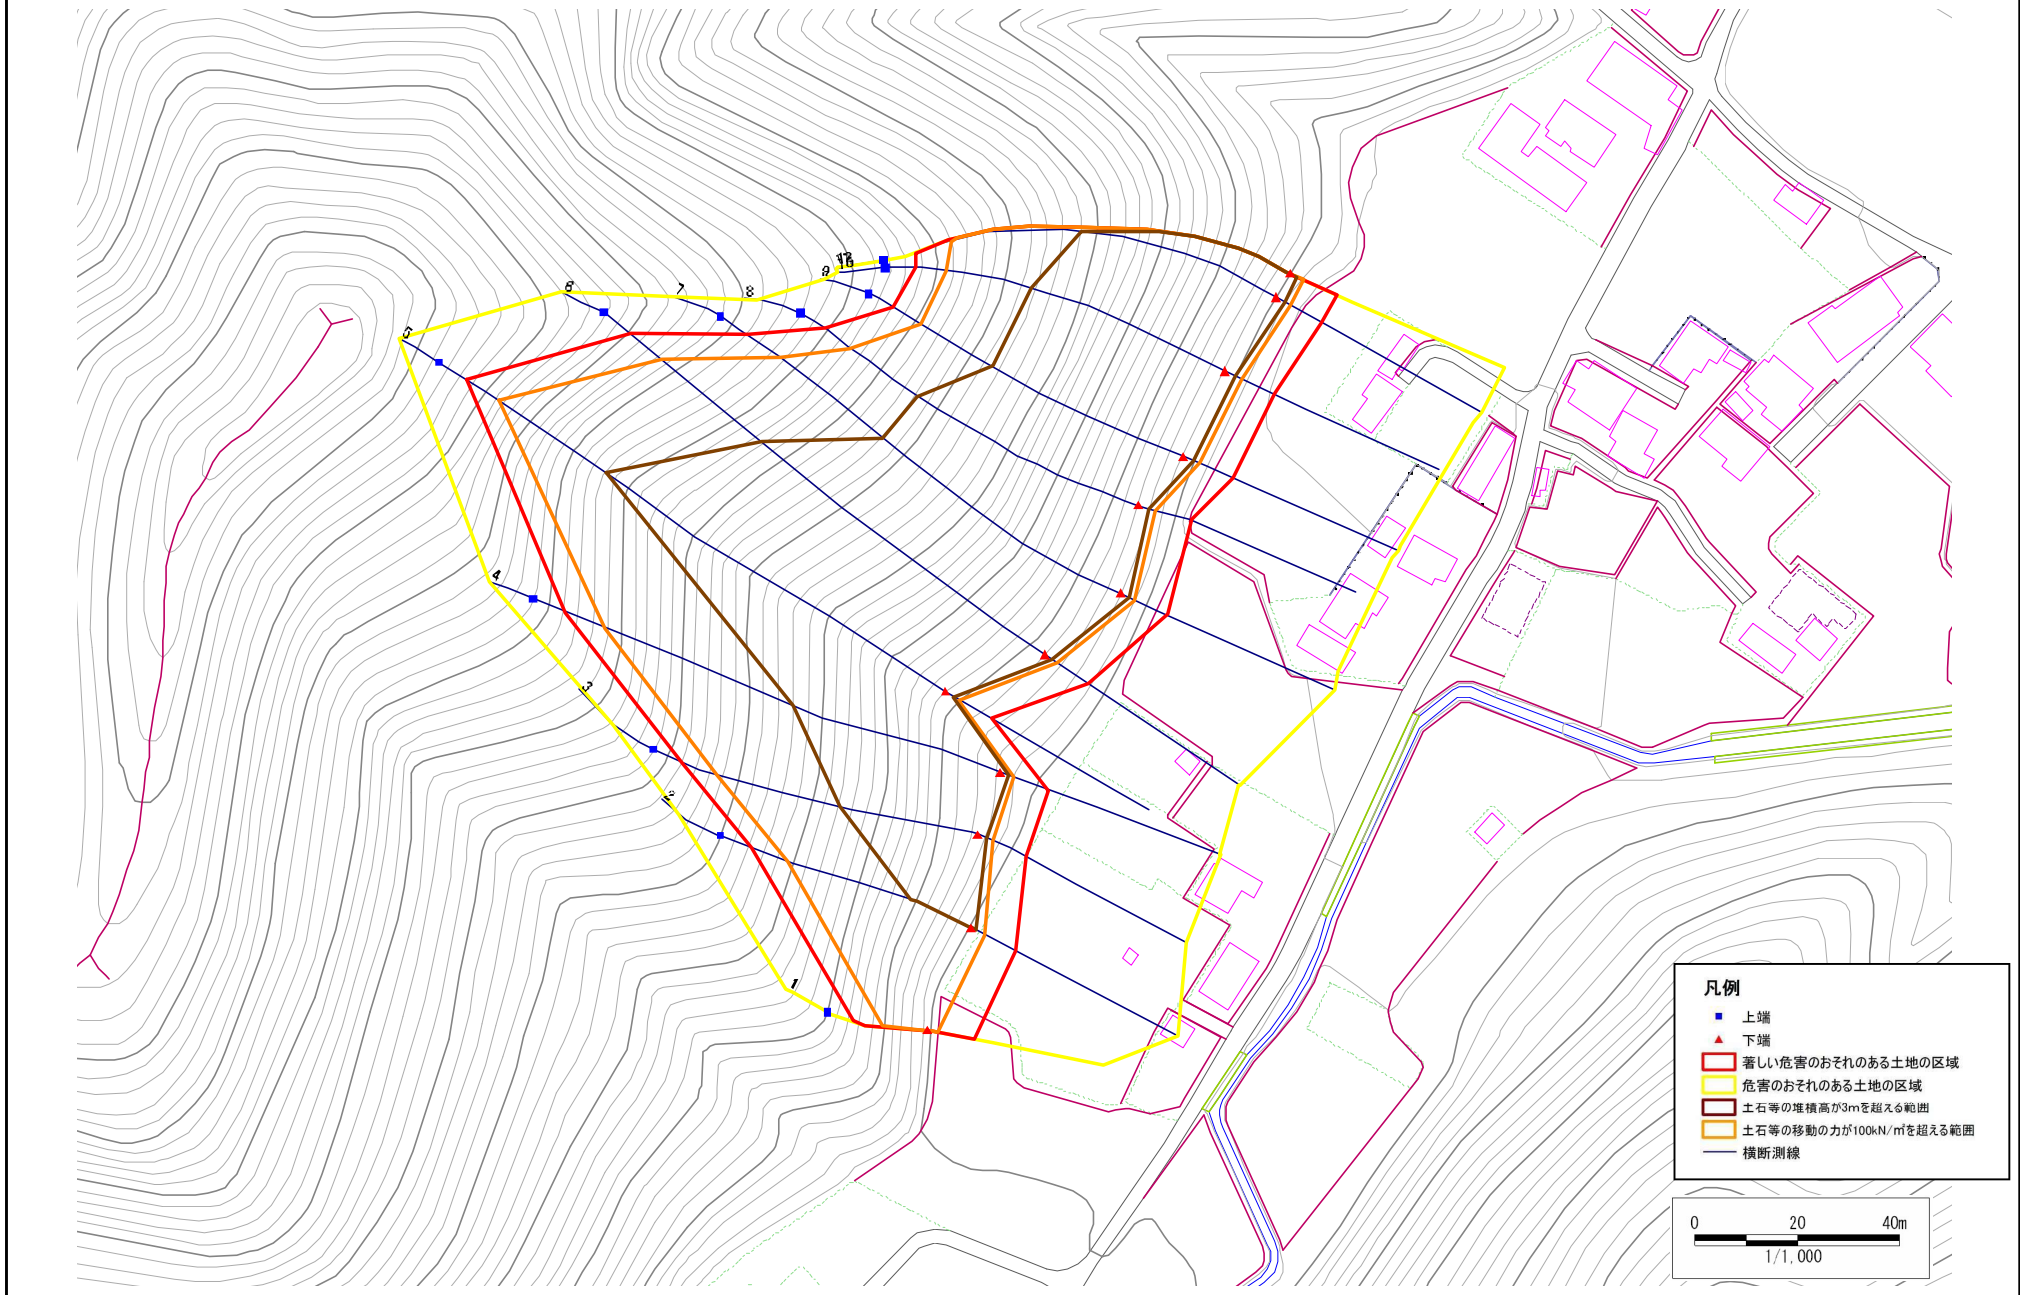 5
6
7
8
9
4
3
2
1
凡例
上端
下端
著しい危害のおそれのある土地の区域
危害のおそれのある土地の区域
土石等の堆積高が3mを超える範囲
土石等の移動の力が100kN/㎡を超える範囲
横断測線
0 20 40m
1/1,000